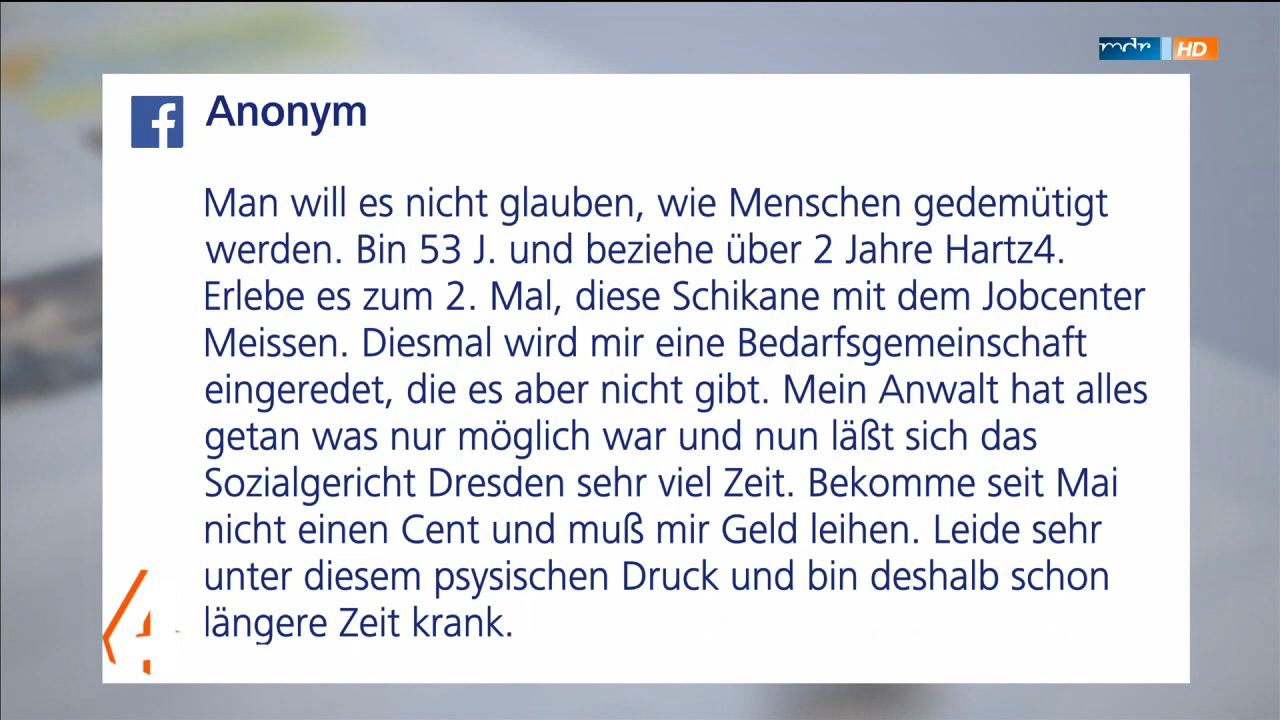 mdr HD
Anonym
Man will es nicht glauben, wie Menschen gedemütigt
werden. Bin 53 J. und beziehe über 2 Jahre Hartz4.
Erlebe es zum 2. Mal, diese Schikane mit dem Jobcenter
Meissen. Diesmal wird mir eine Bedarfsgemeinschaft
eingeredet, die es aber nicht gibt. Mein Anwalt hat alles
getan was nur möglich war und nun läßt sich das
Sozialgericht Dresden sehr viel Zeit. Bekomme seit Mai
nicht einen Cent und muß mir Geld leihen. Leide sehr
unter diesem psysischen Druck und bin deshalb schon
längere Zeit krank.
4